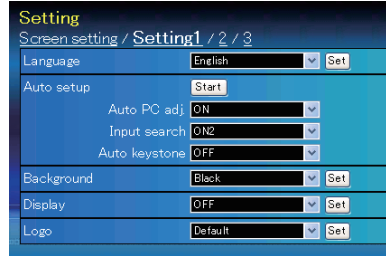 Setting
Screen setting / Setting1 / 2 / 3
Language English Set
Auto setup Start
Auto PC adj. ON
Input search ON2
Auto keystone OFF
Background Black Set
Display OFF Set
Logo Default Set